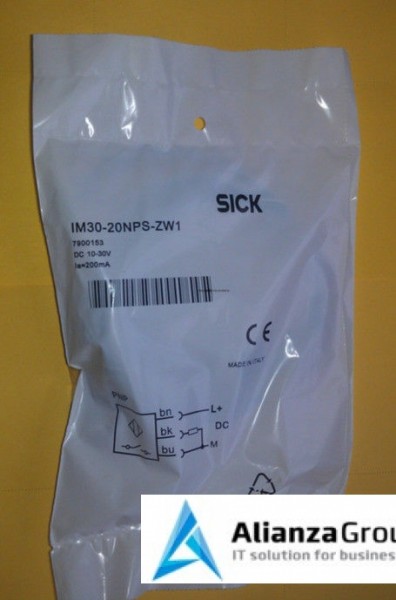 SICK
IM30-20NPS-ZW1
7900153
DC 10-30V
Ia=200mA
CE
MADE IN ITALY
PNP
bn
L+
bk
DC
bu
M
AlianzaGrou
IT solution for business